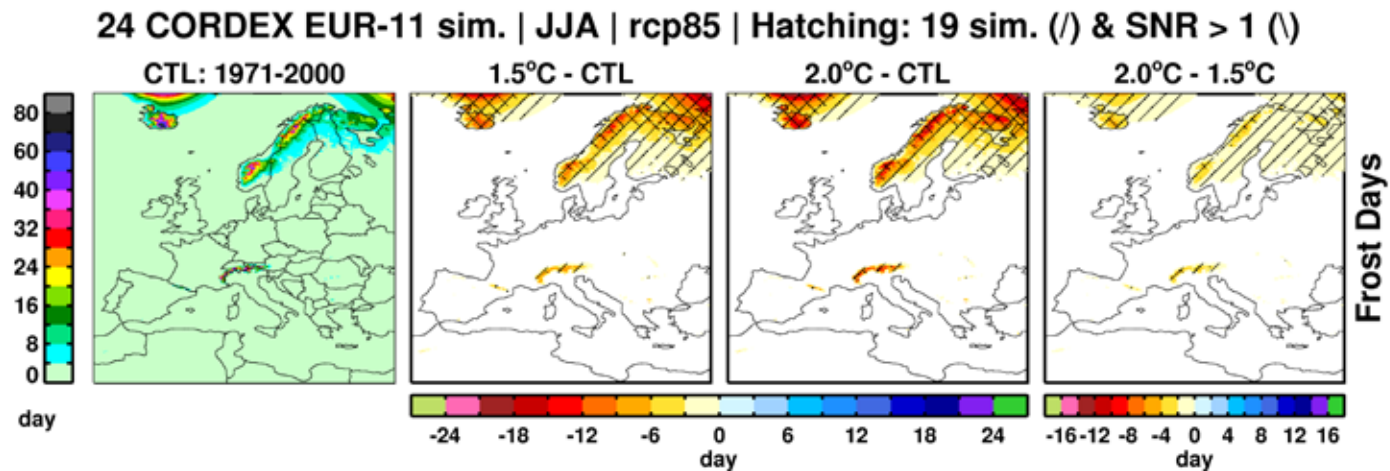 24 CORDEX EUR-11 sim. | JJA | rcp85 | Hatching: 19 sim. (/) & SNR > 1 (\)
CTL: 1971-2000
1.5°C - CTL
2.0°C - CTL
2.0°C - 1.5°C
80
60
40
32
24
16
8
0
day
Frost Days
-24 -18 -12 -6 0 6 12 18 24
day
-16 -12 -8 -4 0 4 8 12 16
day